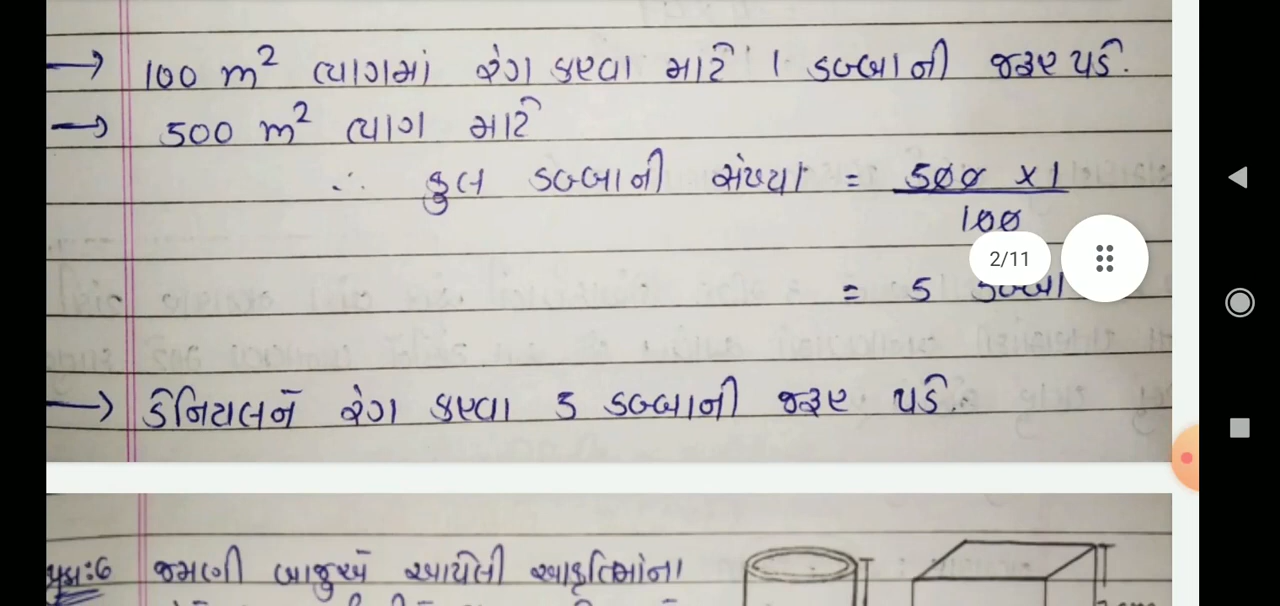 → 100 m² ભાગમાં રંગ કરવા માટે 1 ડબ્બાની જરૂર પડે.
→ 500 m² ભાગ માટે
∴ કુલ ડબ્બાની સંખ્યા = 500 × 1
100
2/11
= 5 ડબ્બા
→ ડેનિયલને રંગ કરવા 5 ડબ્બાની જરૂર પડે.
પ્રશ્ન:6 જમણી બાજુએ આપેલી આકૃતિઓના